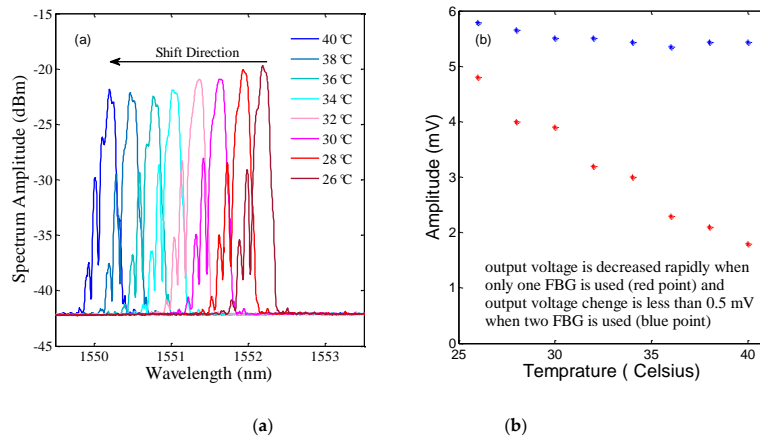 (a)
Shift Direction
40 ℃
38 ℃
36 ℃
34 ℃
32 ℃
30 ℃
28 ℃
26 ℃
-15
-20
-25
-30
-35
-40
-45
Spectrum Amplitude (dBm)
1550
1551
1552
1553
Wavelength (nm)
(b)
6
5
4
3
2
1
0
Amplitude (mV)
output voltage is decreased rapidly when
only one FBG is used (red point) and
output voltage chenge is less than 0.5 mV
when two FBG is used (blue point)
25
30
35
40
Temprature ( Celsius)
(a)
(b)